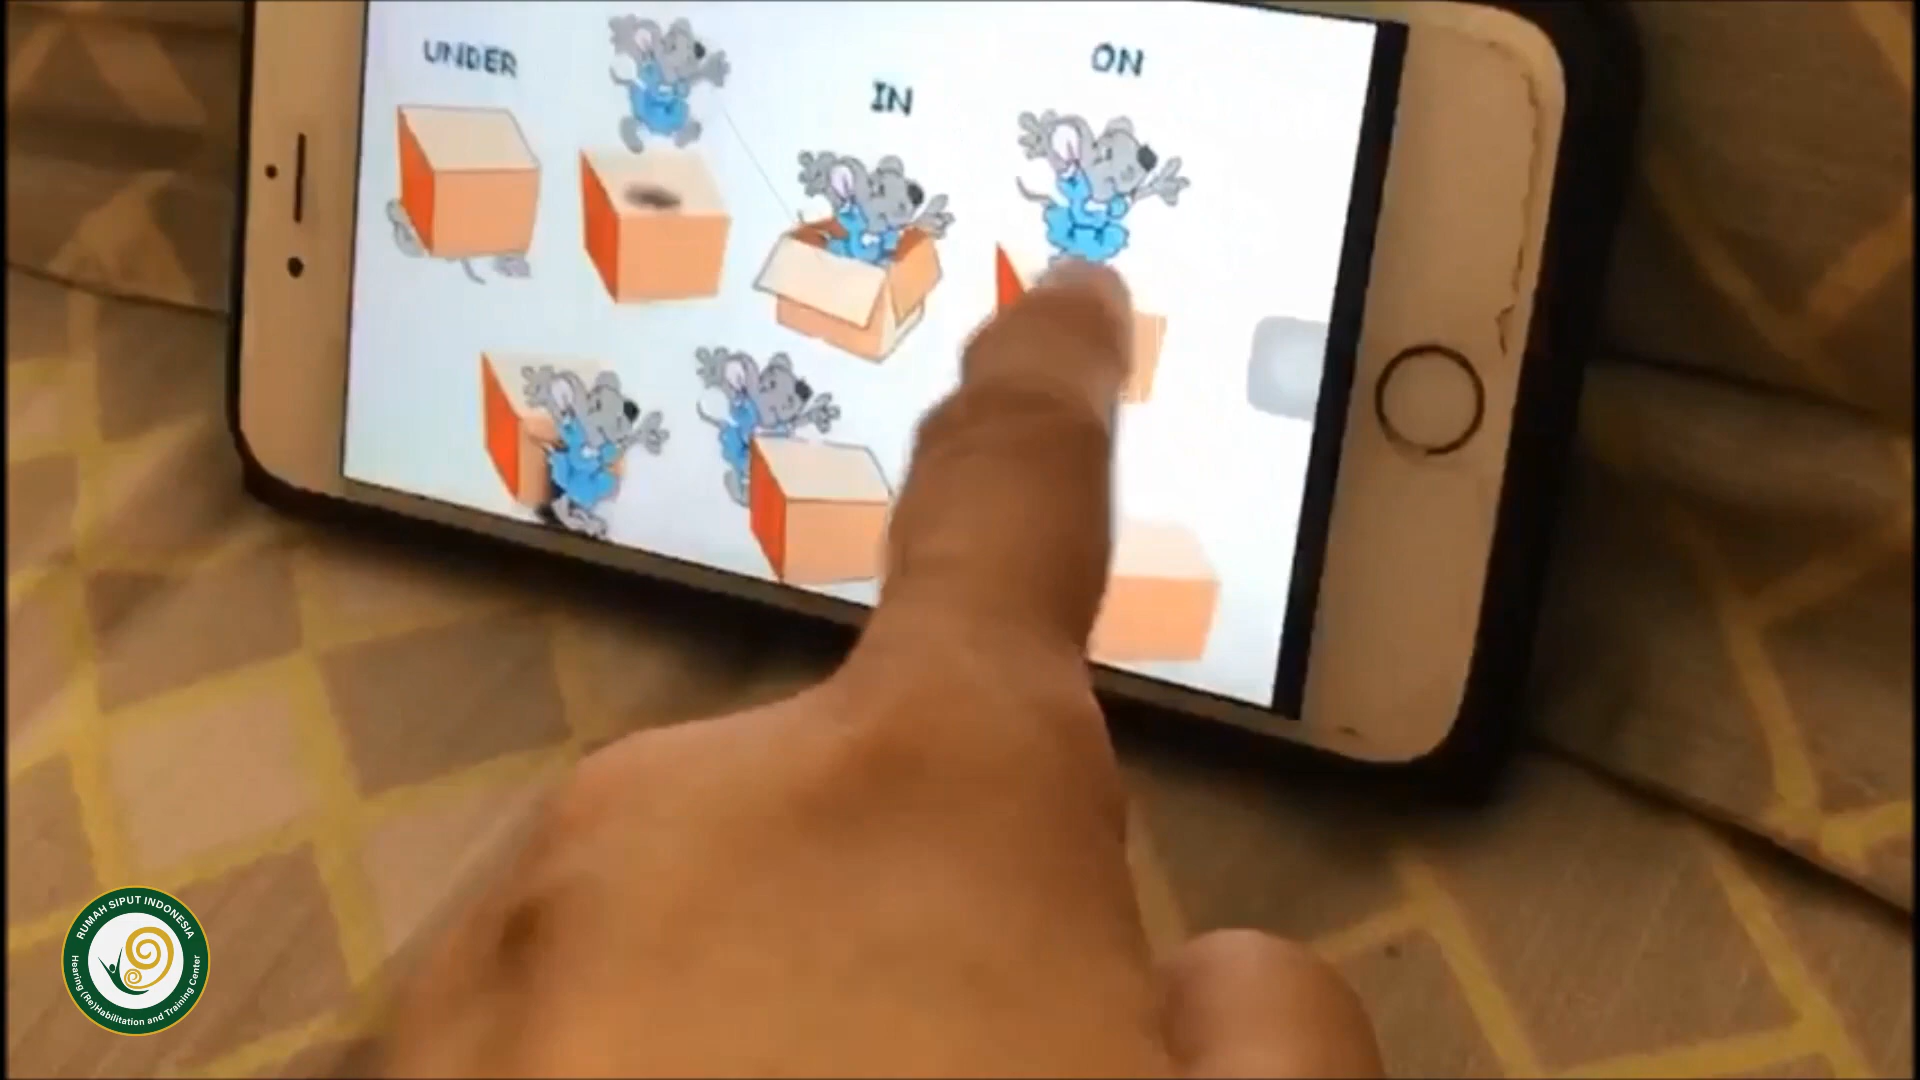 UNDER
IN
ON
RUMAH SIPUT INDONESIA
Hearing (Re)Habilitation and Training Center